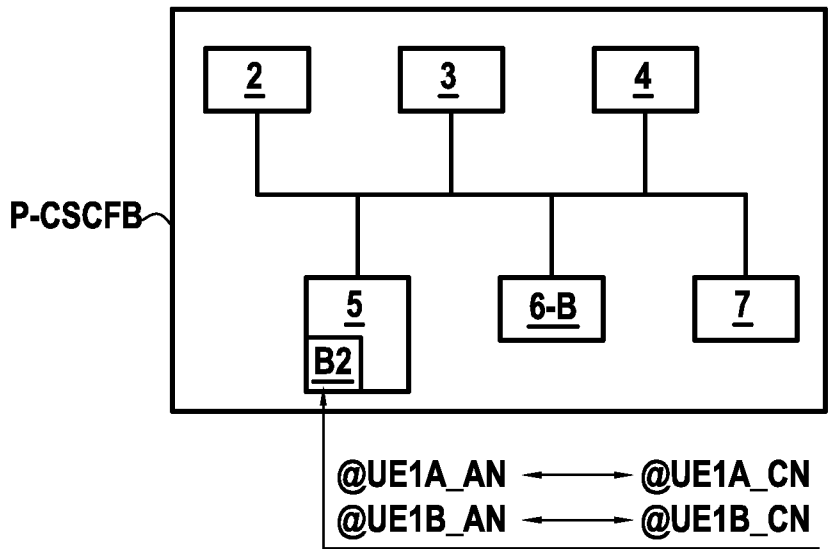 2 3 4
P-CSCFB
5 6-B 7
B2
@UE1A_AN @UE1A_CN
@UE1B_AN @UE1B_CN